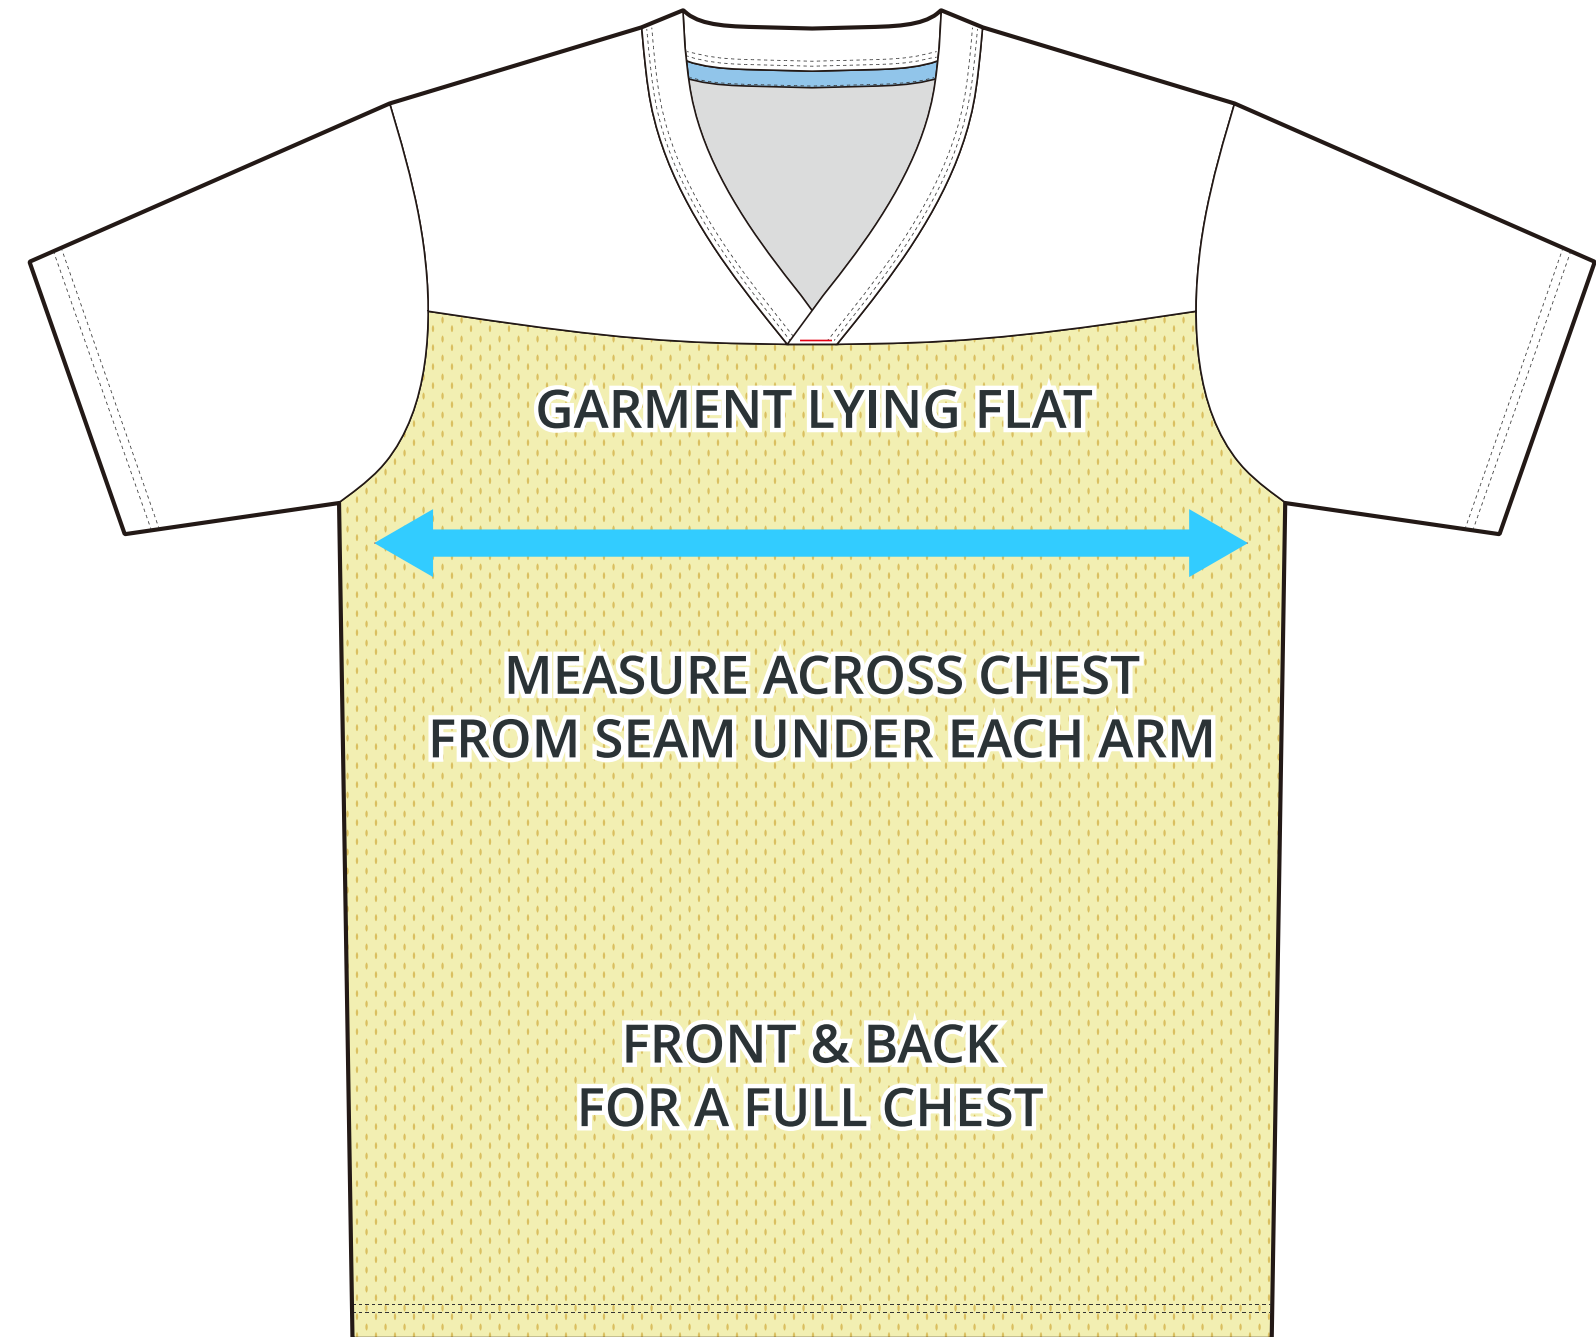 GARMENT LYING FLAT
MEASURE ACROSS CHEST
FROM SEAM UNDER EACH ARM
FRONT & BACK
FOR A FULL CHEST